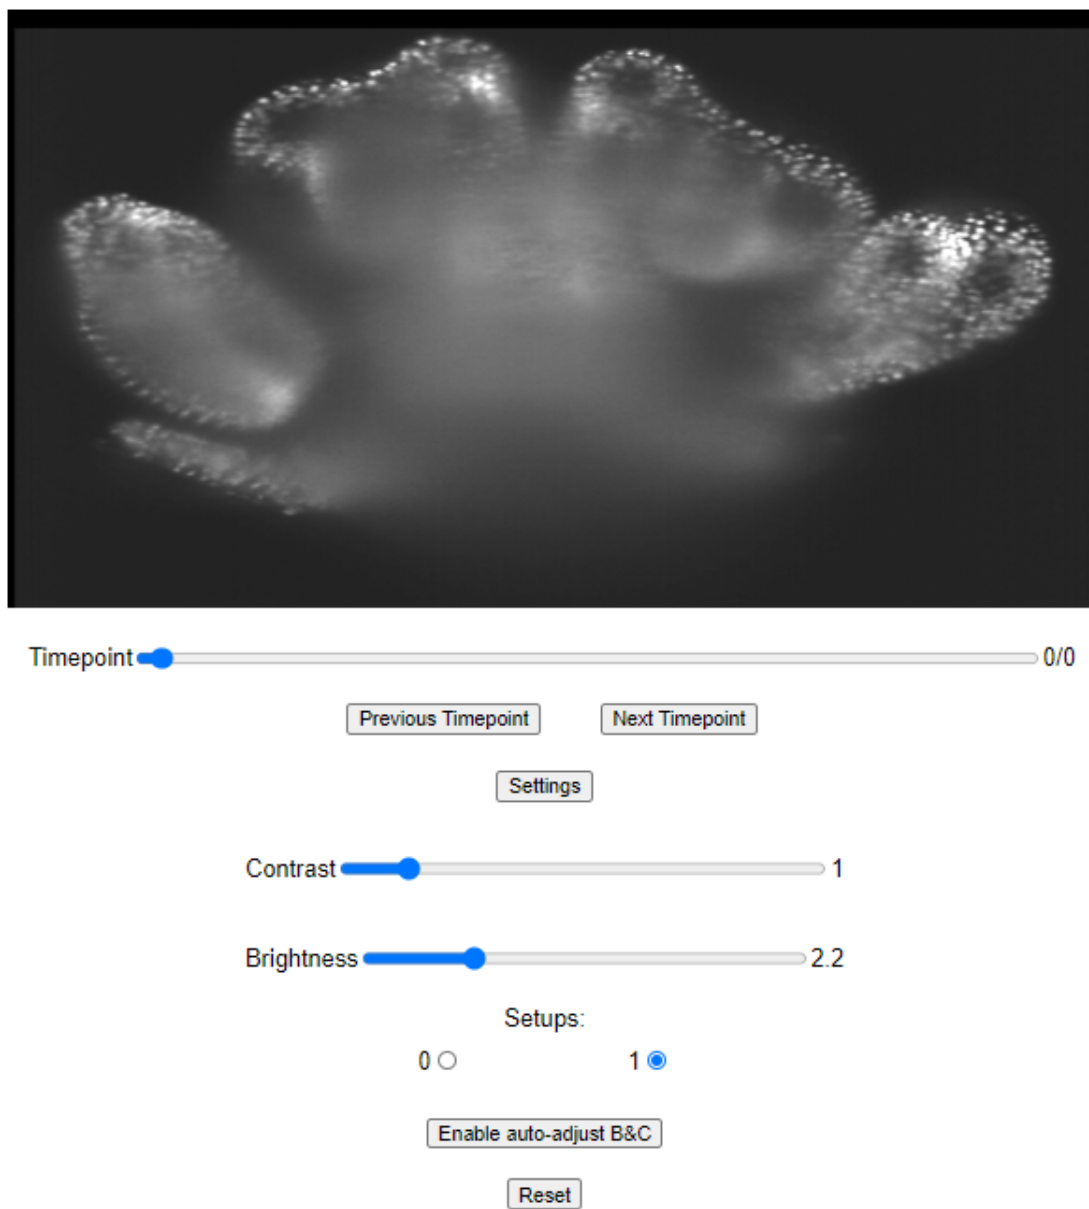 Timepoint 0/0
Previous Timepoint Next Timepoint
Settings
Contrast 1
Brightness 2.2
Setups:
0 1
Enable auto-adjust B&C
Reset